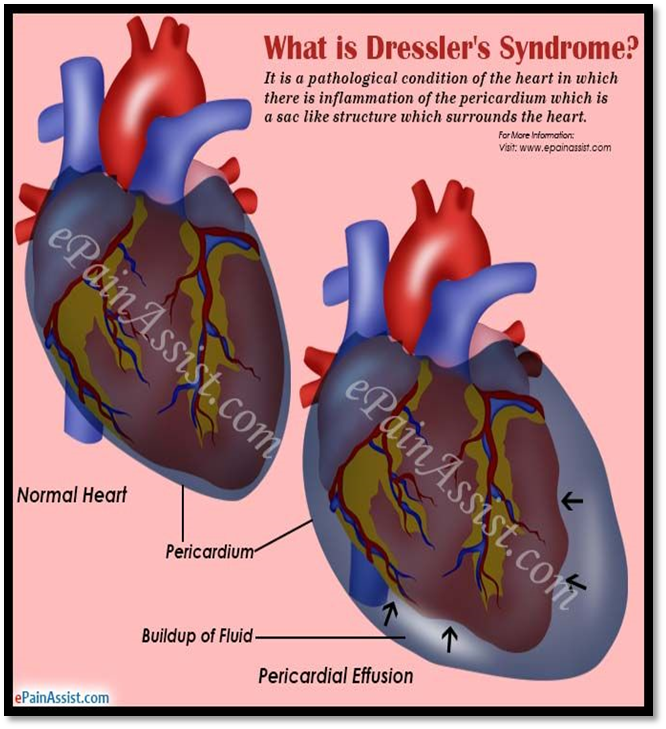 What is Dressler's Syndrome?
It is a pathological condition of the heart in which
there is inflammation of the pericardium which is
a sac like structure which surrounds the heart.
For More Information:
Visit: www.epainassist.com
ePainAssist.com
ePainAssist.com
Normal Heart
Pericardium
Buildup of Fluid
Pericardial Effusion
ePainAssist.com